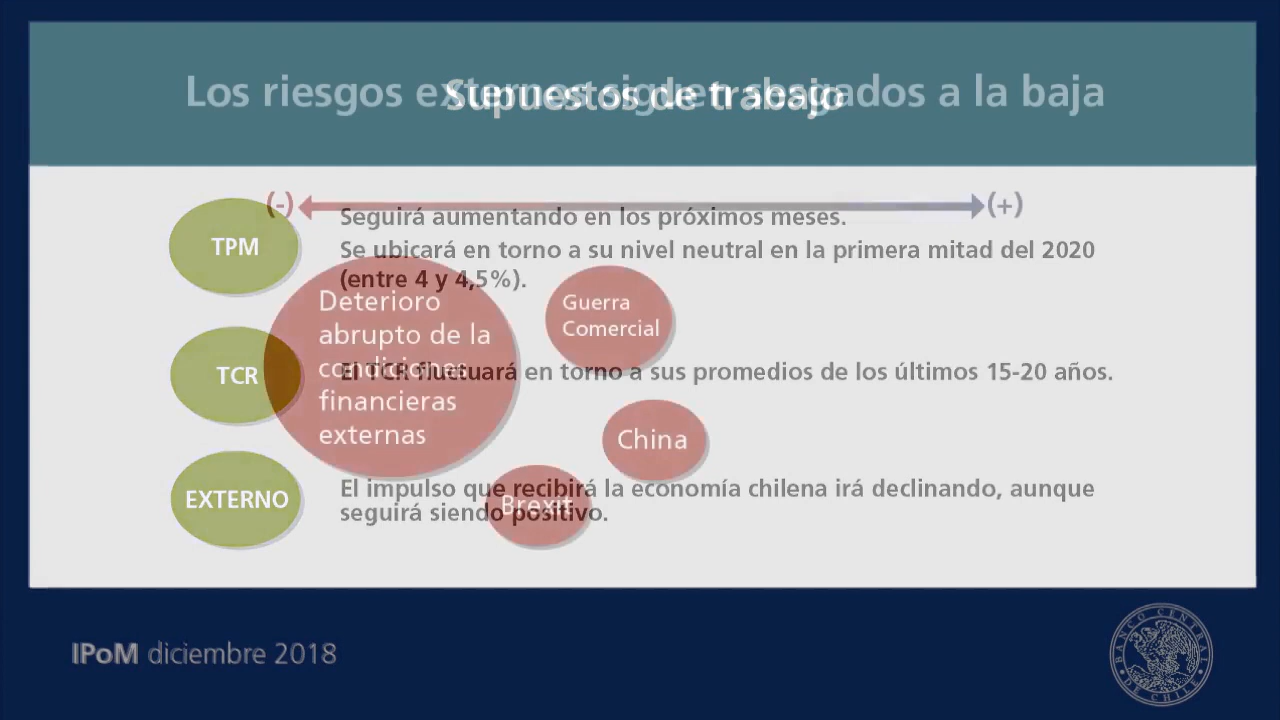 Los riesgos externos siguen sesgados a la baja
Supuestos de trabajo
(-)
(+)
TPM
Seguirá aumentando en los próximos meses.
Se ubicará en torno a su nivel neutral en la primera mitad del 2020
(entre 4 y 4,5%).
Deterioro
abrupto de la
condiciones
financieras
externas
Guerra
Comercial
TCR
El TCR fluctuará en torno a sus promedios de los últimos 15-20 años.
China
EXTERNO
El impulso que recibirá la economía chilena irá declinando, aunque
seguirá siendo positivo.
Brexit
IPoM diciembre 2018
BANCO CENTRAL
DE CHILE